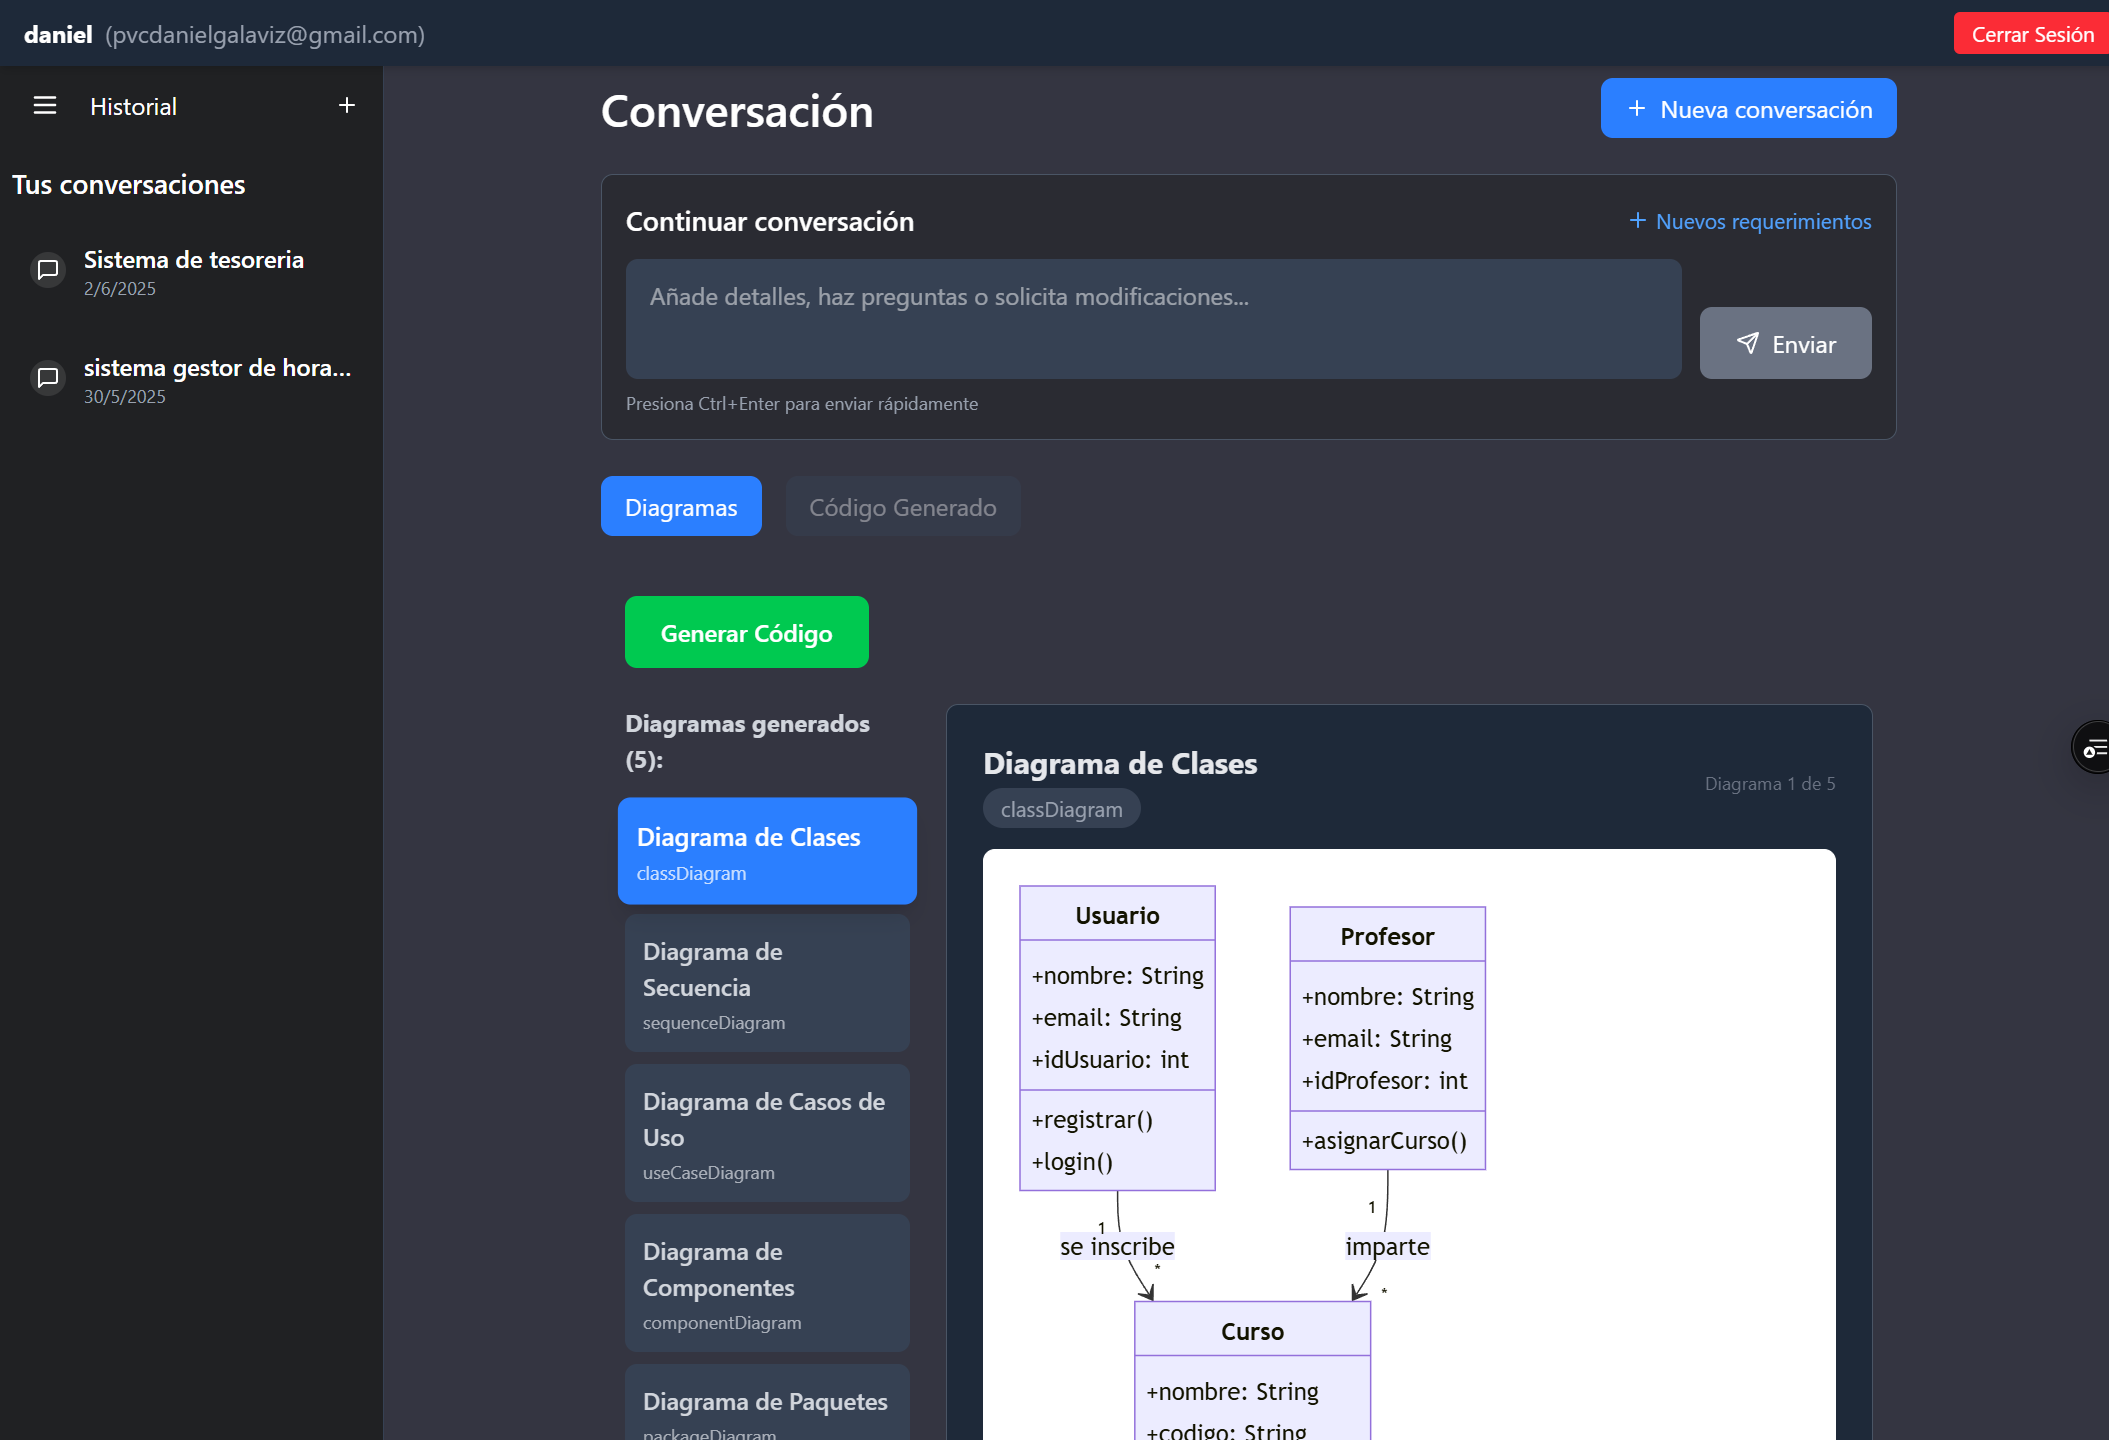 daniel (pvcdanielgalaviz@gmail.com)
Cerrar Sesión
Historial
Tus conversaciones
Sistema de tesoreria
2/6/2025
sistema gestor de hora...
30/5/2025
Conversación
Nueva conversación
Continuar conversación
Nuevos requerimientos
Añade detalles, haz preguntas o solicita modificaciones...
Enviar
Presiona Ctrl+Enter para enviar rápidamente
Diagramas
Código Generado
Generar Código
Diagramas generados
(5):
Diagrama de Clases
classDiagram
Diagrama de
Secuencia
sequenceDiagram
Diagrama de Casos de
Uso
useCaseDiagram
Diagrama de
Componentes
componentDiagram
Diagrama de Paquetes
packageDiagram
Diagrama de Clases
classDiagram
Diagrama 1 de 5
Usuario
+nombre: String
+email: String
+idUsuario: int
+registrar()
+login()
Profesor
+nombre: String
+email: String
+idProfesor: int
+asignarCurso()
1
se inscribe
*
1
imparte
*
Curso
+nombre: String
+codigo: String